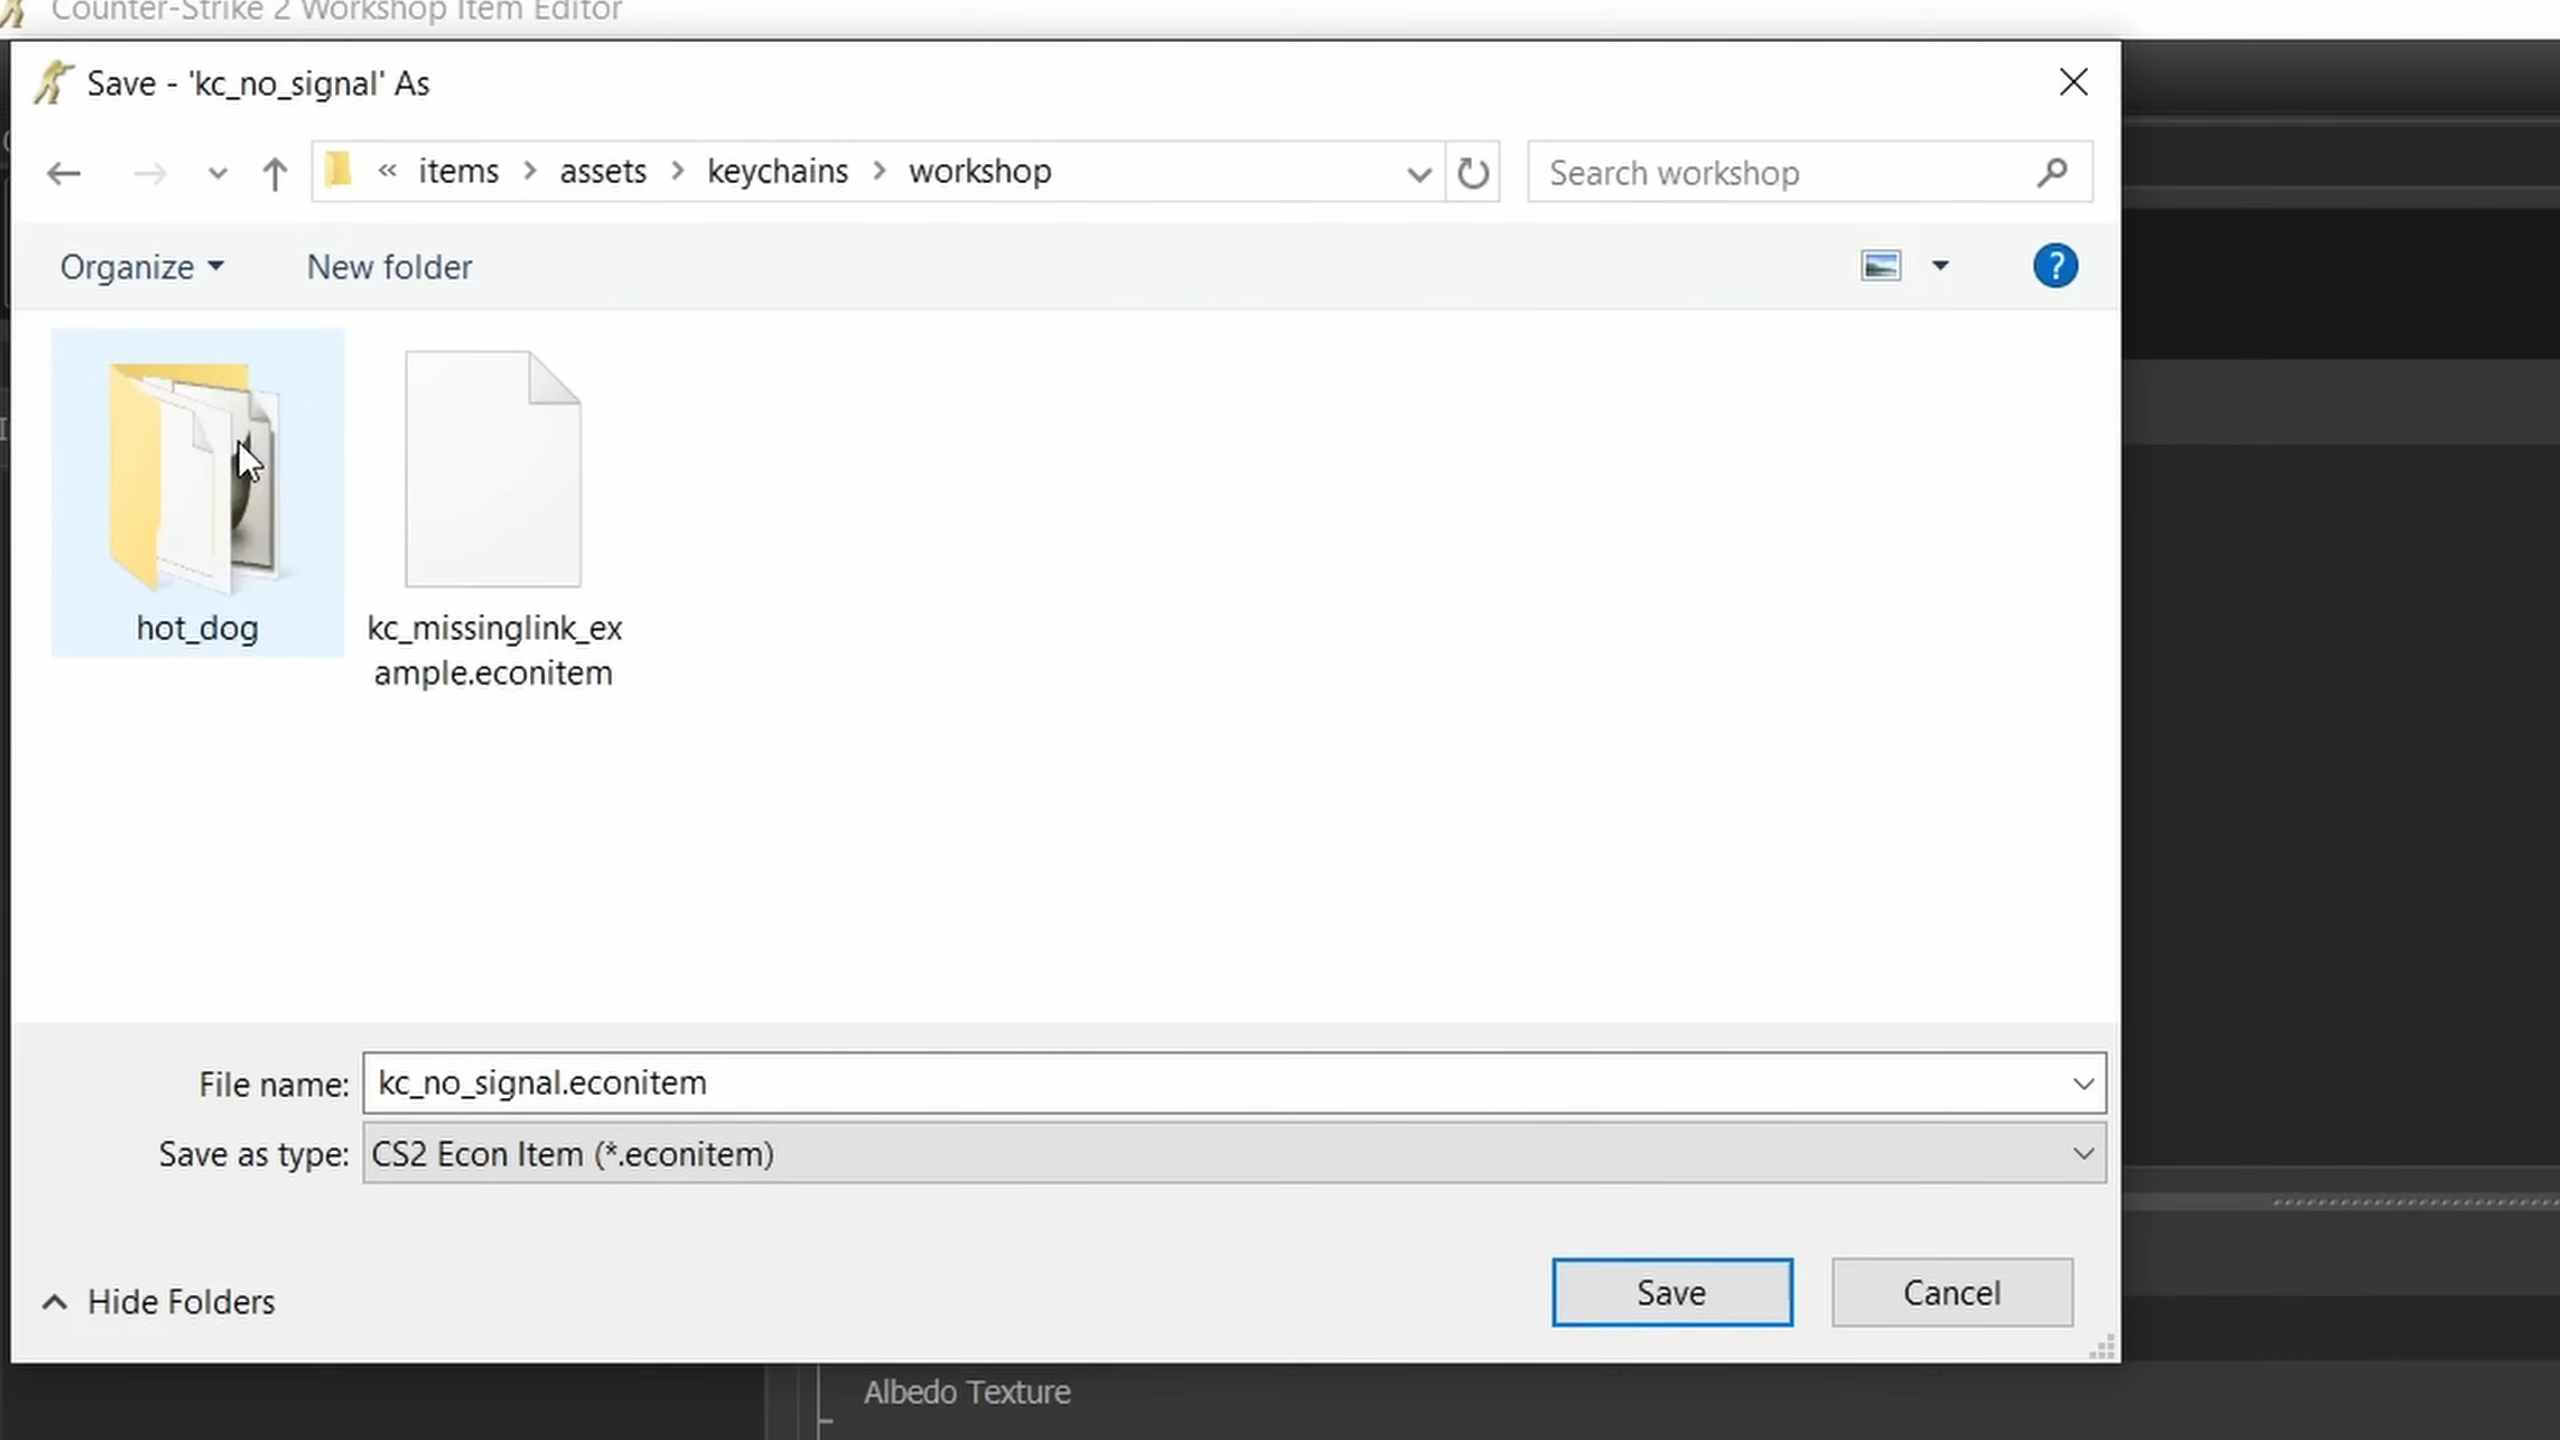 Counter-Strike 2 Workshop Item Editor
Save - 'kc_no_signal' As
« items > assets > keychains > workshop
Search workshop
Organize
New folder
?
hot_dog
kc_missinglink_ex
ample.econitem
File name: kc_no_signal.econitem
Save as type: CS2 Econ Item (*.econitem)
Hide Folders
Save
Cancel
Albedo Texture